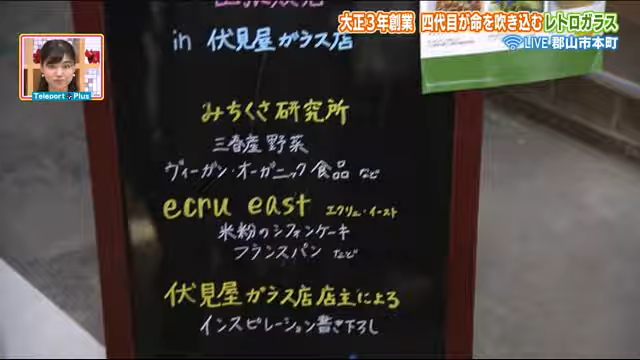 大正3年創業 四代目が命を吹き込むレトロガラス
LIVE 郡山市本町
Teleport Plus
in 伏見屋ガラス店
みちくさ研究所
三春産野菜
ヴィーガン・オーガニック食品 など
ecru east エクリュ・イースト
米粉のシフォンケーキ
フランスパン など
伏見屋ガラス店店主による
インスピレーション書き下ろし